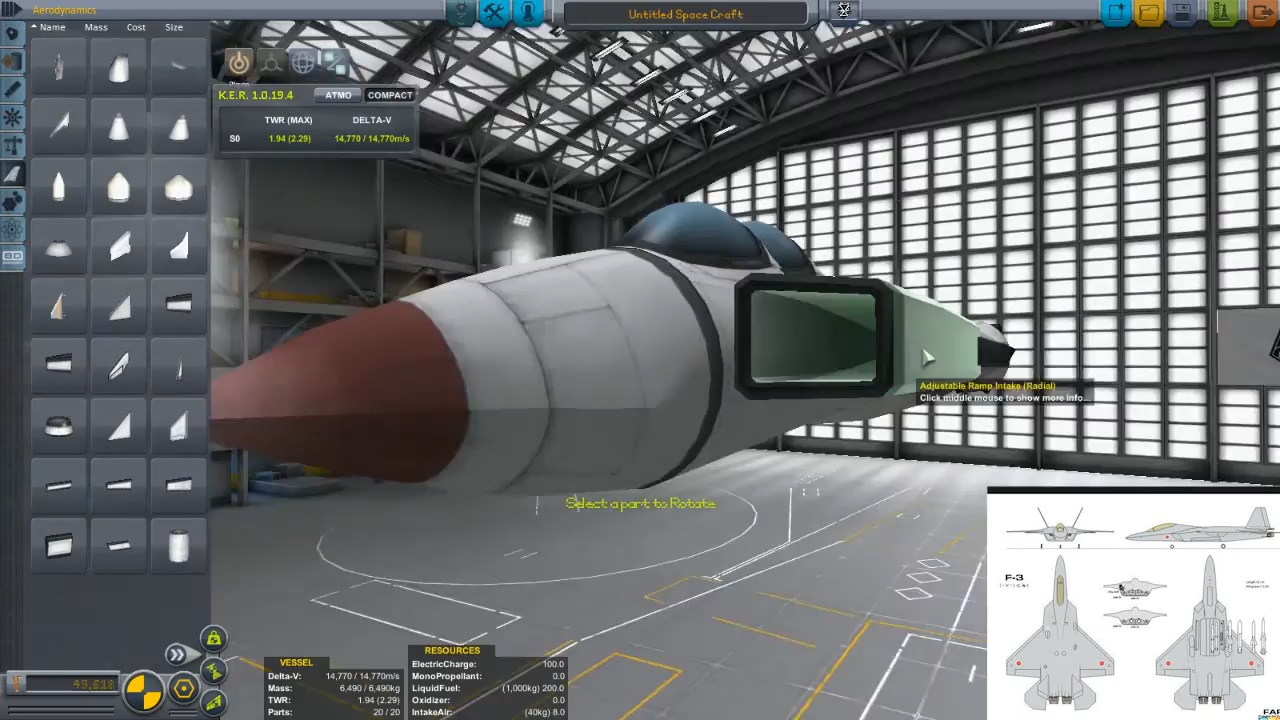 Aerodynamics
Untitled Space Craft
Name Mass Cost Size
K.E.R. 1.0.19.4 ATMO COMPACT
TWR (MAX) DELTA-V
S0 1.94 (2.29) 14,770 / 14,770m/s
Adjustable Ramp Intake (Radial)
Click middle mouse to show more info...
Select a part to Rotate
F-3
VESSEL
Delta-V: 14,770 / 14,770m/s
Mass: 6,490 / 6,490kg
TWR: 1.94 (2.29)
Parts: 20 / 20
RESOURCES
ElectricCharge: 100.0
MonoPropellant: 0.0
LiquidFuel: (1,000kg) 200.0
Oxidizer: 0.0
IntakeAir: (40kg) 8.0